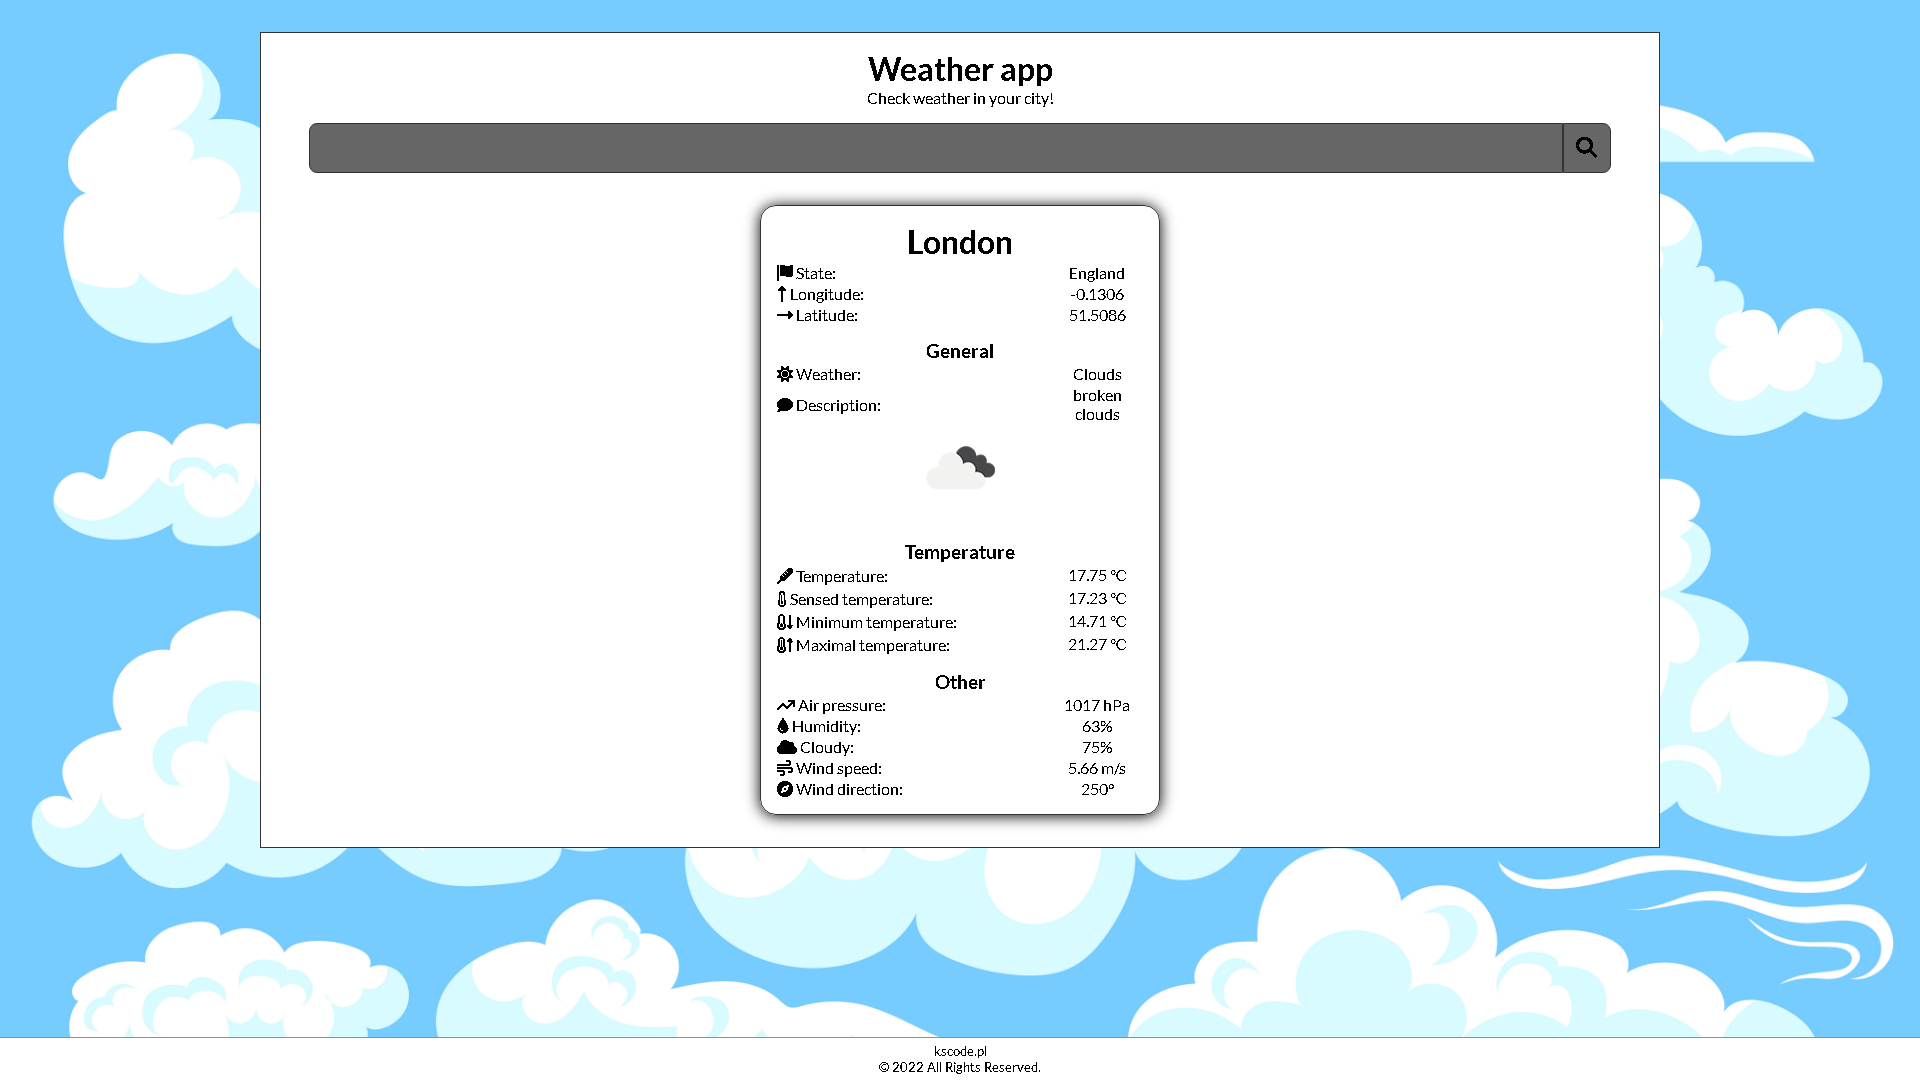 Weather app
Check weather in your city!
London
State: England
Longitude: -0.1306
Latitude: 51.5086
General
Weather: Clouds
Description: broken clouds
Temperature
Temperature: 17.75 °C
Sensed temperature: 17.23 °C
Minimum temperature: 14.71 °C
Maximal temperature: 21.27 °C
Other
Air pressure: 1017 hPa
Humidity: 63%
Cloudy: 75%
Wind speed: 5.66 m/s
Wind direction: 250°
kscode.pl
© 2022 All Rights Reserved.